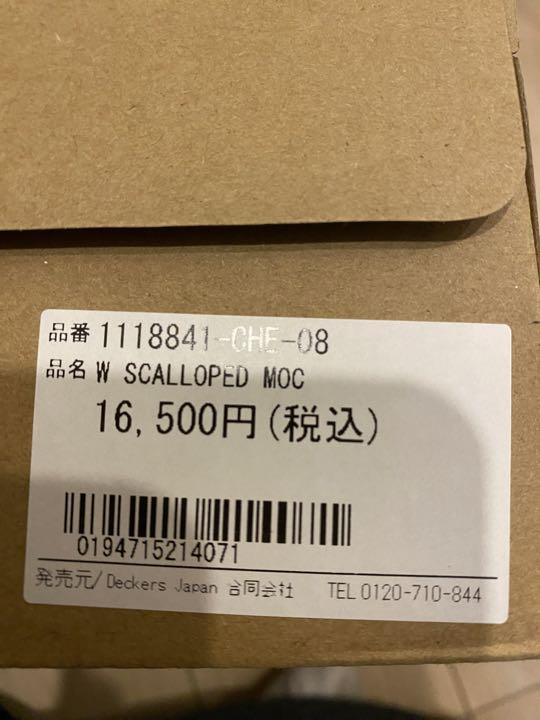 品番 1118841-CHE-08
品名 W SCALLOPED MOC
16,500円(税込)
0194715214071
発売元/Deckers Japan 合同会社 TEL 0120-710-844